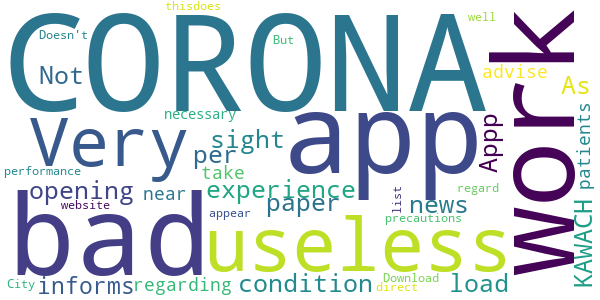 thisdoes
CORONA
well
Doesn't
But
Work
Not
advise
As
necessary
Very
app
Appp
sight
per
patients
performance
take
opening
near
experience
paper
news
list
regard
website
bad
appear
useless
precautions
KAWACH
City
informs
regarding
condition
Download
direct
load